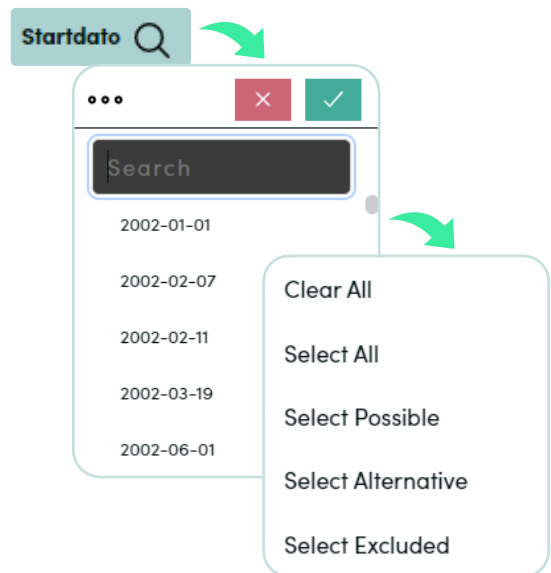 Startdato
Search
2002-01-01
2002-02-07
2002-02-11
2002-03-19
2002-06-01
Clear All
Select All
Select Possible
Select Alternative
Select Excluded